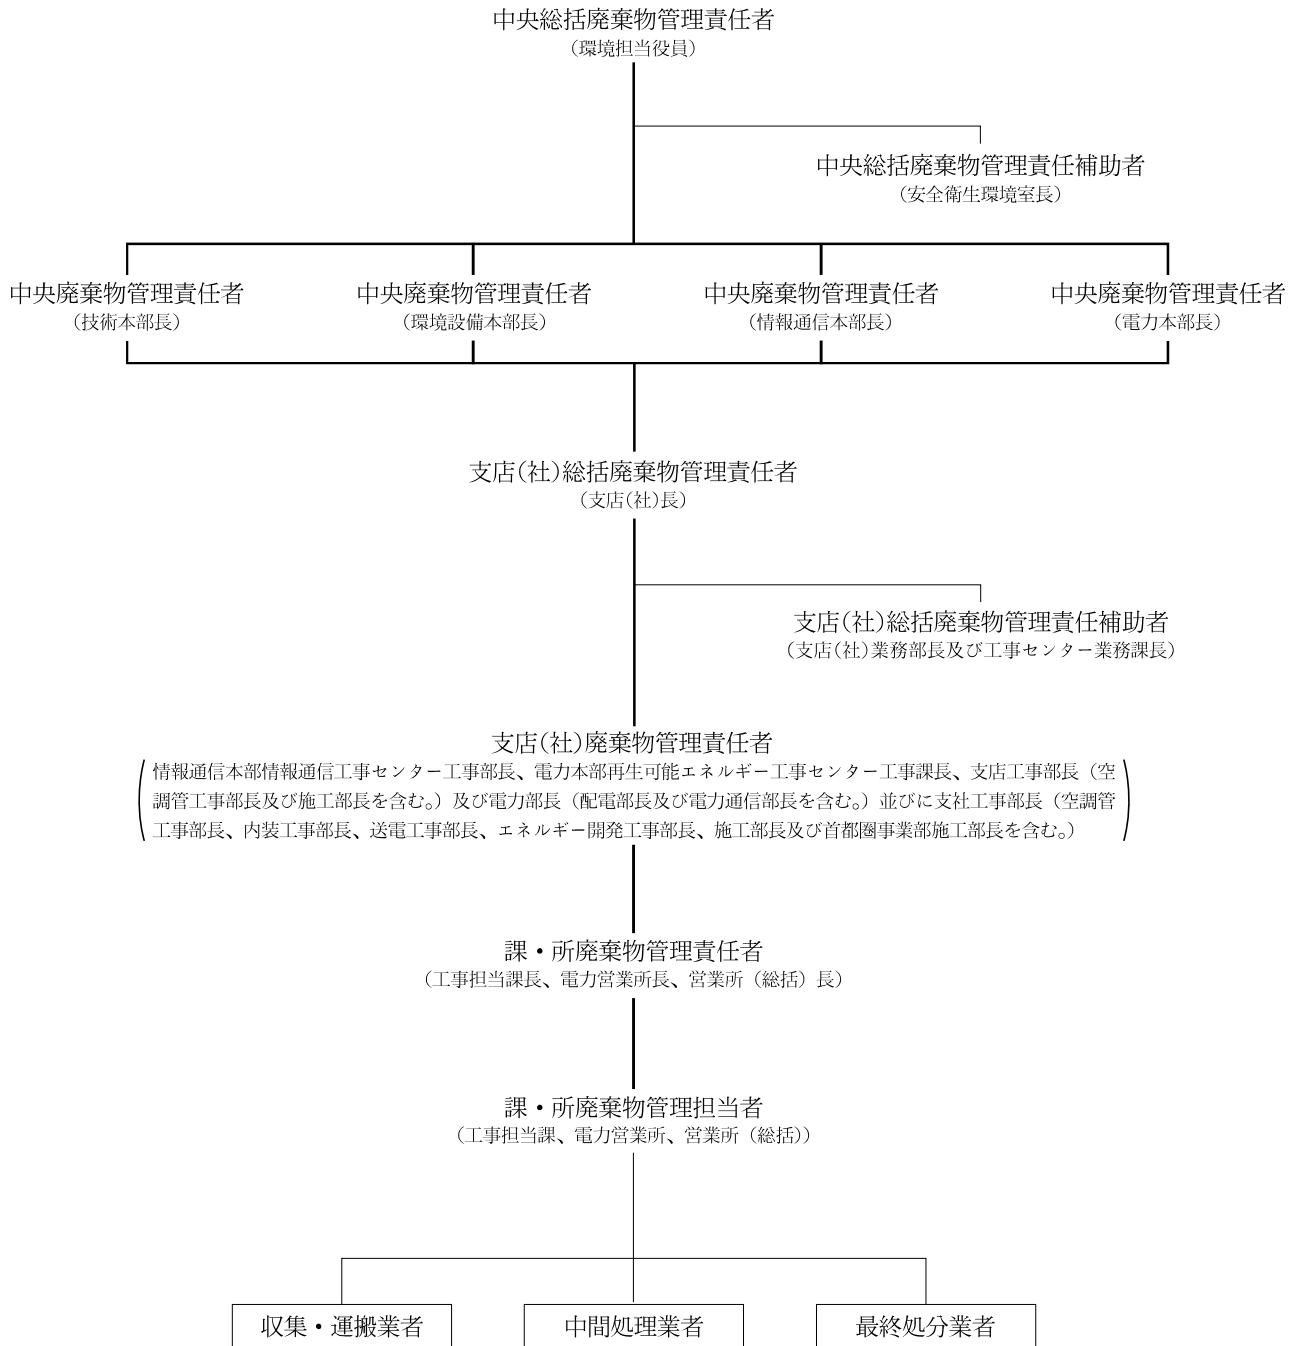 中央総括廃棄物管理責任者
（環境担当役員）
中央総括廃棄物管理責任補助者
（安全衛生環境室長）
中央廃棄物管理責任者
（技術本部長）
中央廃棄物管理責任者
（環境設備本部長）
中央廃棄物管理責任者
（情報通信本部長）
中央廃棄物管理責任者
（電力本部長）
支店（社）総括廃棄物管理責任者
（支店（社）長）
支店（社）総括廃棄物管理責任補助者
（支店（社）業務部長及び工事センター業務課長）
支店（社）廃棄物管理責任者
（情報通信本部情報通信工事センター工事部長、電力本部再生可能エネルギー工事センター工事課長、支店工事部長（空
調管工事部長及び施工部長を含む。）及び電力部長（配電部長及び電力通信部長を含む。）並びに支社工事部長（空調管
工事部長、内装工事部長、送電工事部長、エネルギー開発工事部長、施工部長及び首都圏事業部施工部長を含む。））
課・所廃棄物管理責任者
（工事担当課長、電力営業所長、営業所（総括）長）
課・所廃棄物管理担当者
（工事担当課、電力営業所、営業所（総括））
収集・運搬業者
中間処理業者
最終処分業者